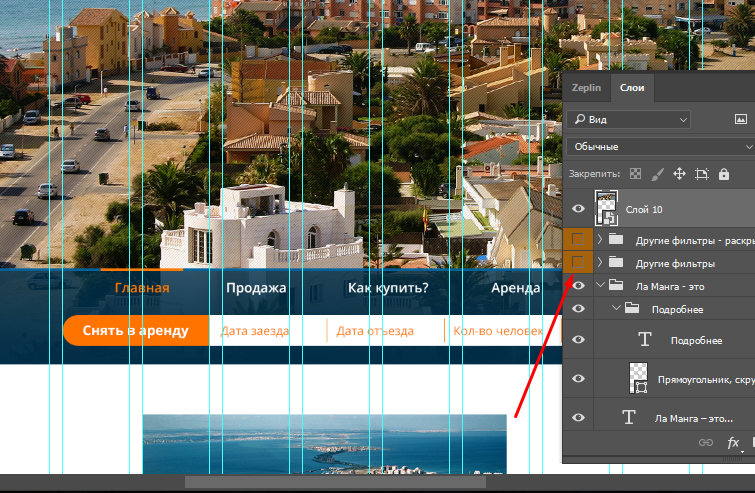 Zeplin
Слои
Вид
Обычные
Закрепить:
Слой 10
Другие фильтры - раскры
Другие фильтры
Ла Манга - это
Подробнее
Подробнее
Прямоугольник, скру
Ла Манга – это...
fx
Главная
Продажа
Как купить?
Аренда
Снять в аренду
Дата заезда
Дата отъезда
Кол-во человек